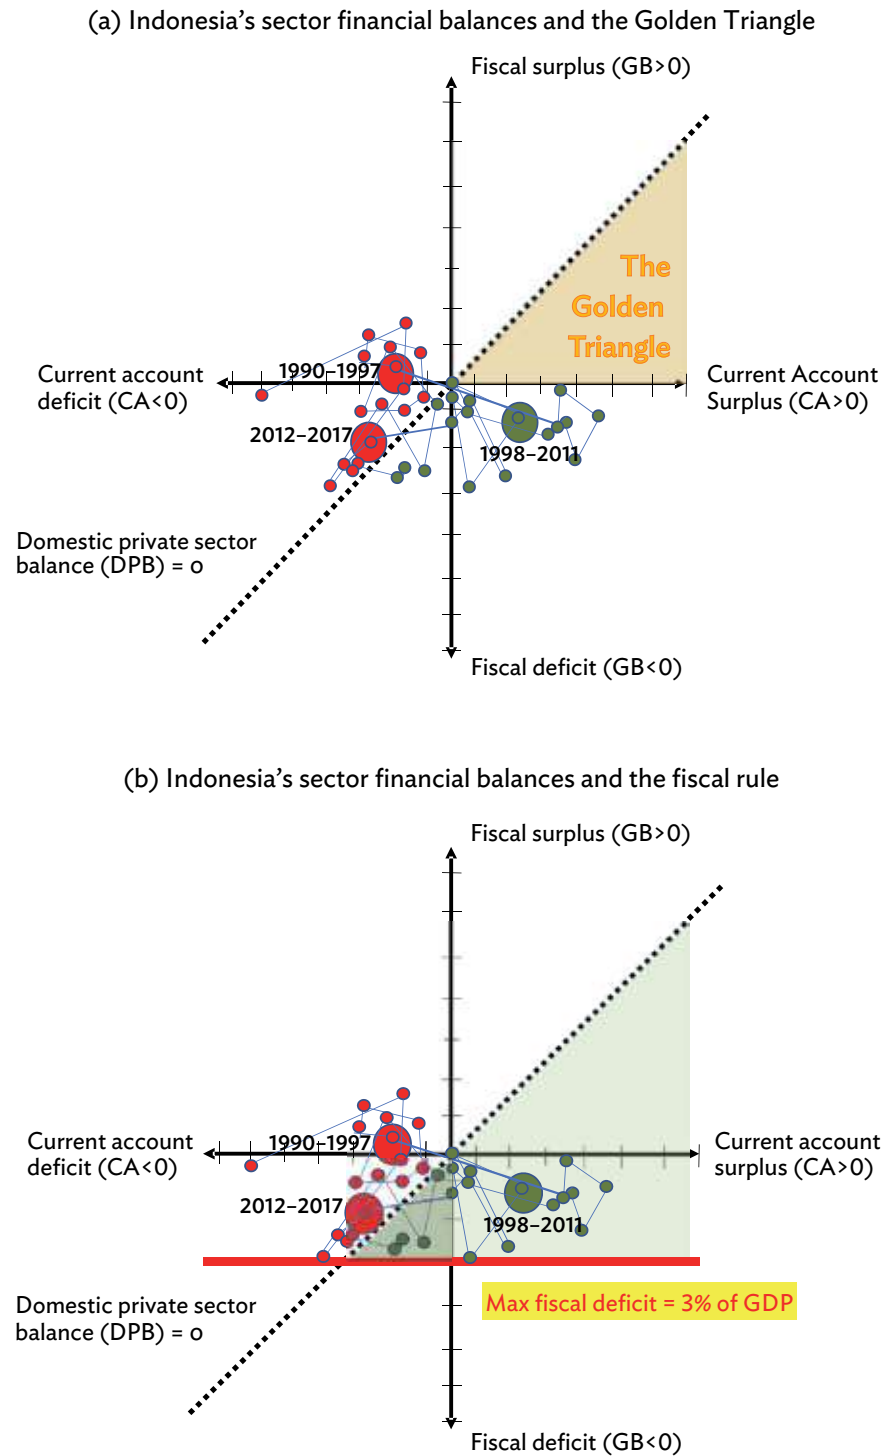 (a) Indonesia's sector financial balances and the Golden Triangle
Fiscal surplus (GB>0)
The
Golden
Triangle
1990–1997
Current account
deficit (CA<0)
Current Account
Surplus (CA>0)
2012–2017
1998–2011
Domestic private sector
balance (DPB) = 0
Fiscal deficit (GB<0)
(b) Indonesia's sector financial balances and the fiscal rule
Fiscal surplus (GB>0)
1990–1997
Current account
deficit (CA<0)
Current account
surplus (CA>0)
2012–2017
1998–2011
Max fiscal deficit = 3% of GDP
Domestic private sector
balance (DPB) = 0
Fiscal deficit (GB<0)